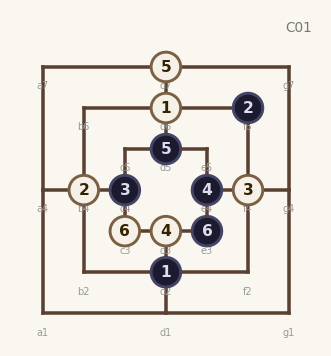 C01
5
a7 d7 g7
1 2
b6 d6 f6
5
c5 d5 e5
2 3 4 3
a4 b4 c4 e4 f4 g4
6 4 6
c3 d3 e3
1
b2 d2 f2
a1 d1 g1